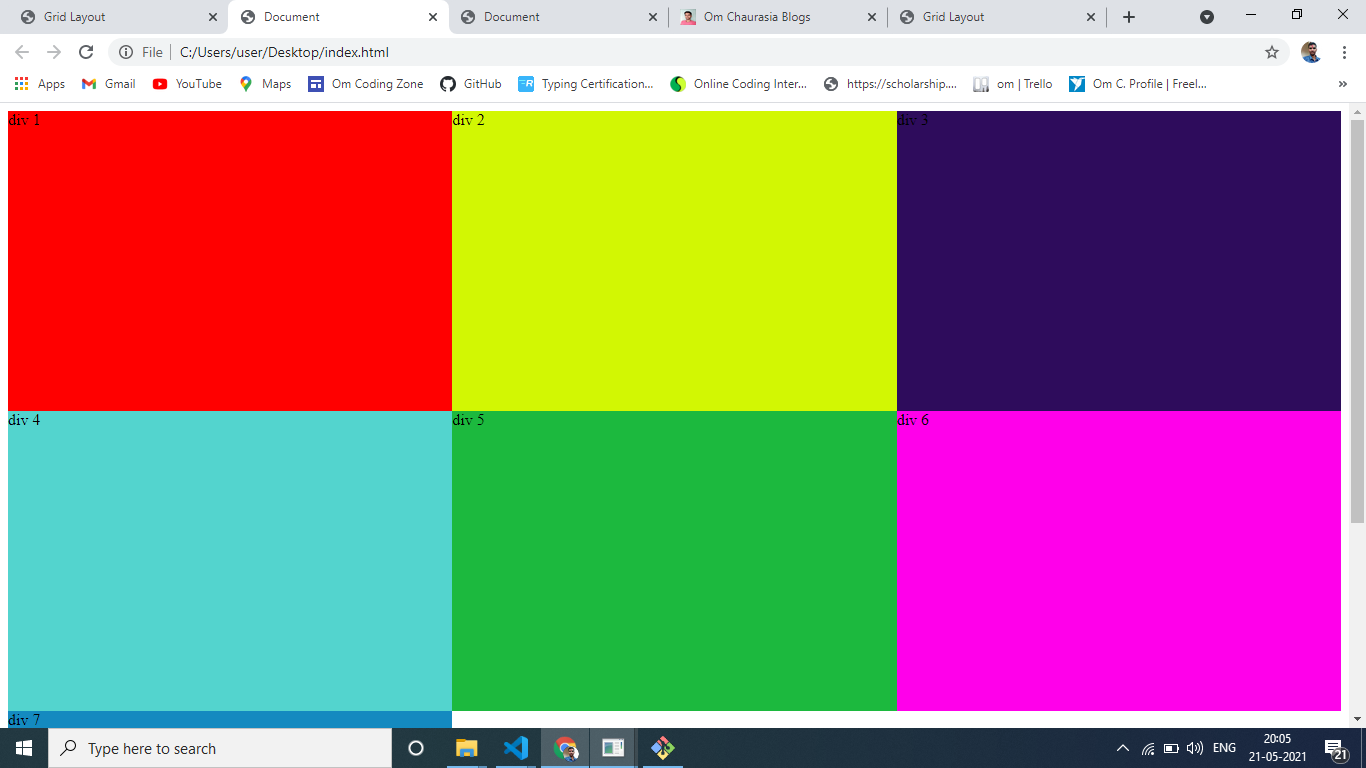 Grid Layout
Document
Document
Om Chaurasia Blogs
Grid Layout
File
C:/Users/user/Desktop/index.html
Apps
Gmail
YouTube
Maps
Om Coding Zone
GitHub
Typing Certification...
Online Coding Inter...
https://scholarship....
om | Trello
Om C. Profile | Freel...
div 1
div 2
div 3
div 4
div 5
div 6
div 7
Type here to search
ENG
20:05
21-05-2021
21